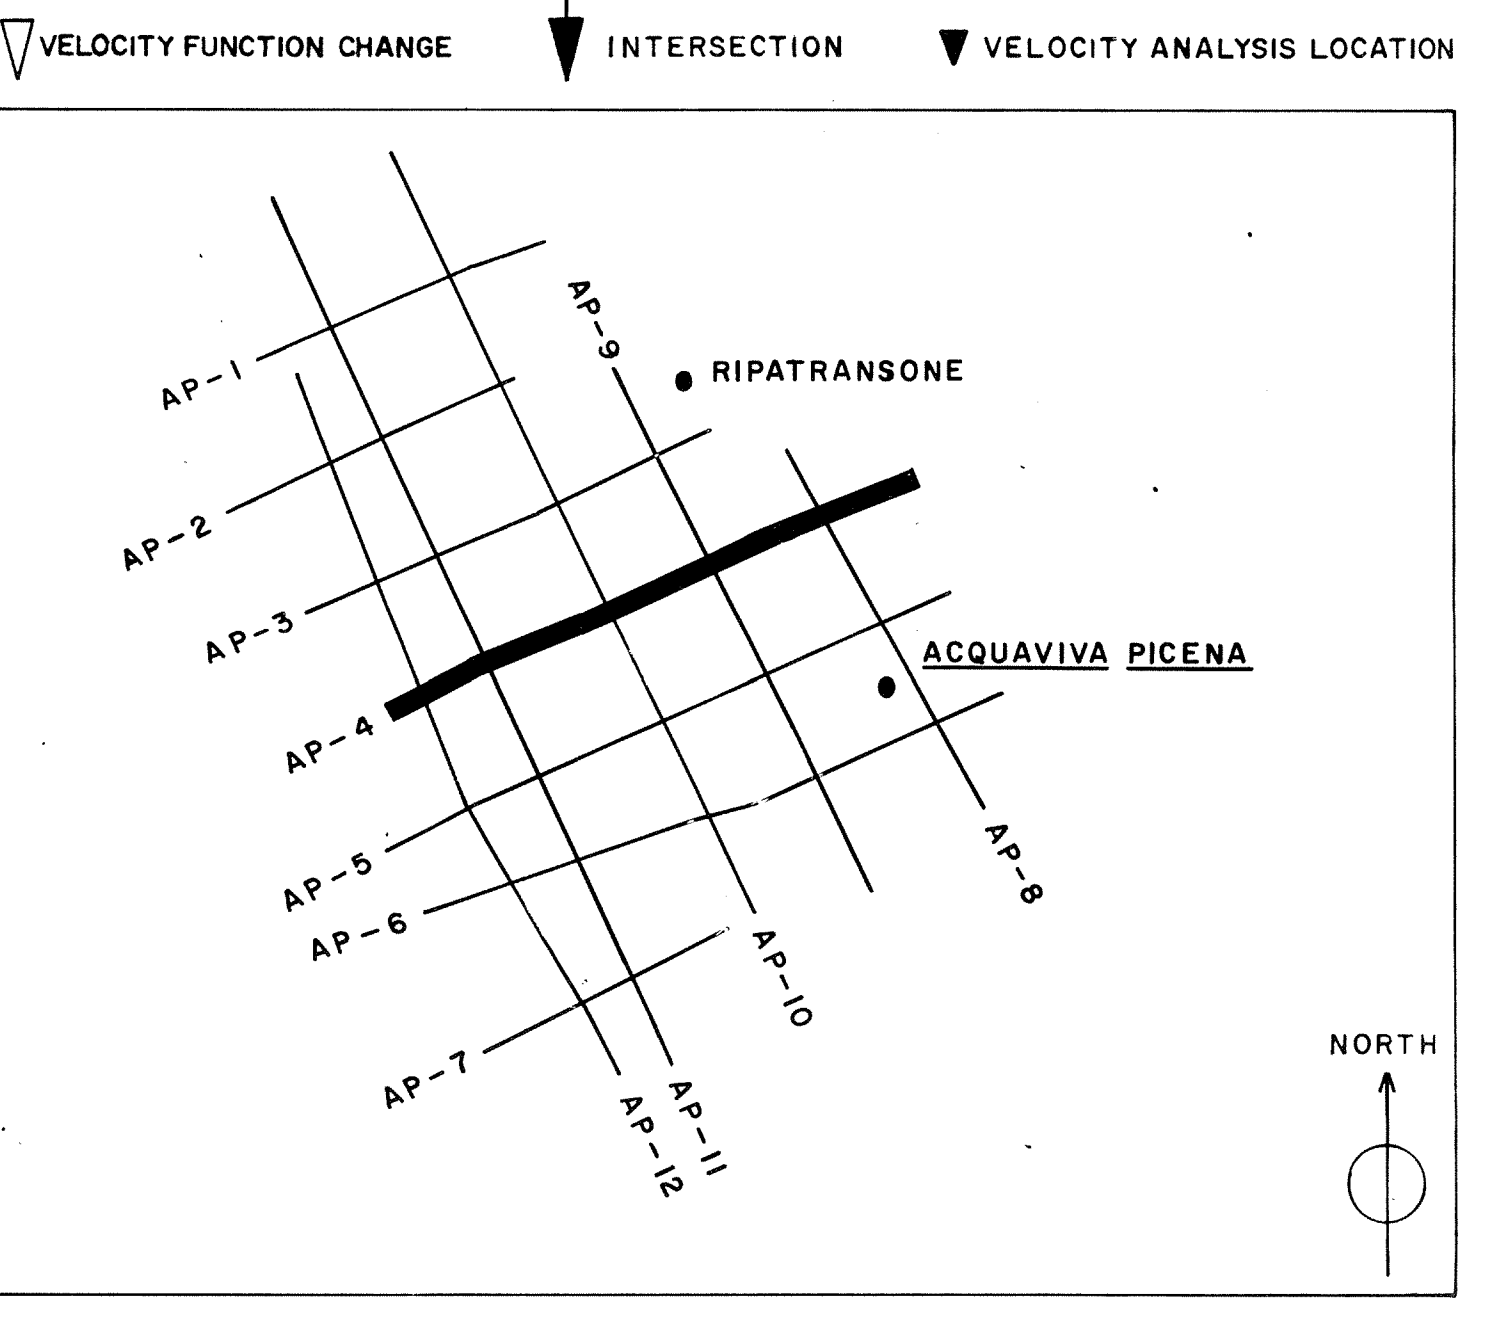 VELOCITY FUNCTION CHANGE
INTERSECTION
VELOCITY ANALYSIS LOCATION
AP-9
RIPATRANSONE
AP-1
AP-2
AP-3
ACQUAVIVA PICENA
AP-4
AP-5
AP-8
AP-6
AP-10
NORTH
AP-7
AP-11
AP-12